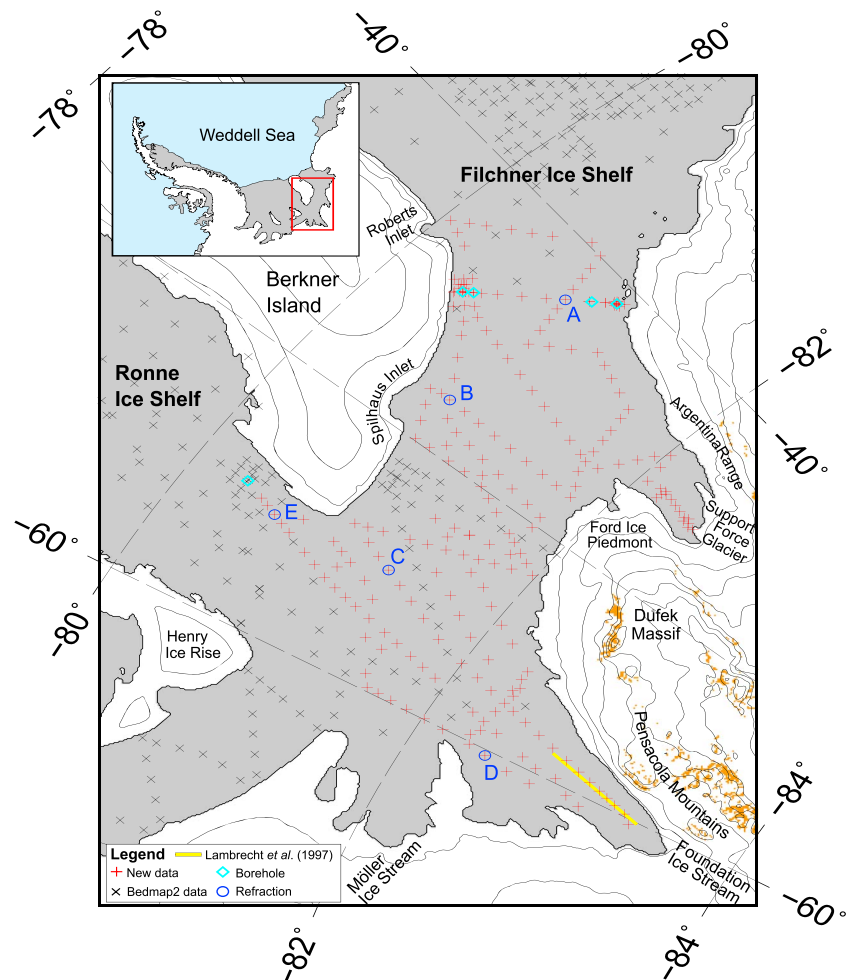 −78°
−40°
−80°
−78°
Weddell Sea
Filchner Ice Shelf
Roberts
Inlet
Berkner
Island
A
−82°
Ronne
Ice Shelf
Spilhaus Inlet
B
ArgentinaRange
−40°
E
Support
Force
Glacier
Ford Ice
Piedmont
−60°
C
−80°
Henry
Ice Rise
Dufek
Massif
Pensacola Mountains
D
−84°
Legend
Lambrecht et al. (1997)
New data
Borehole
Bedmap2 data
Refraction
Möller
Ice Stream
Foundation
Ice Stream
−60°
−82°
−84°